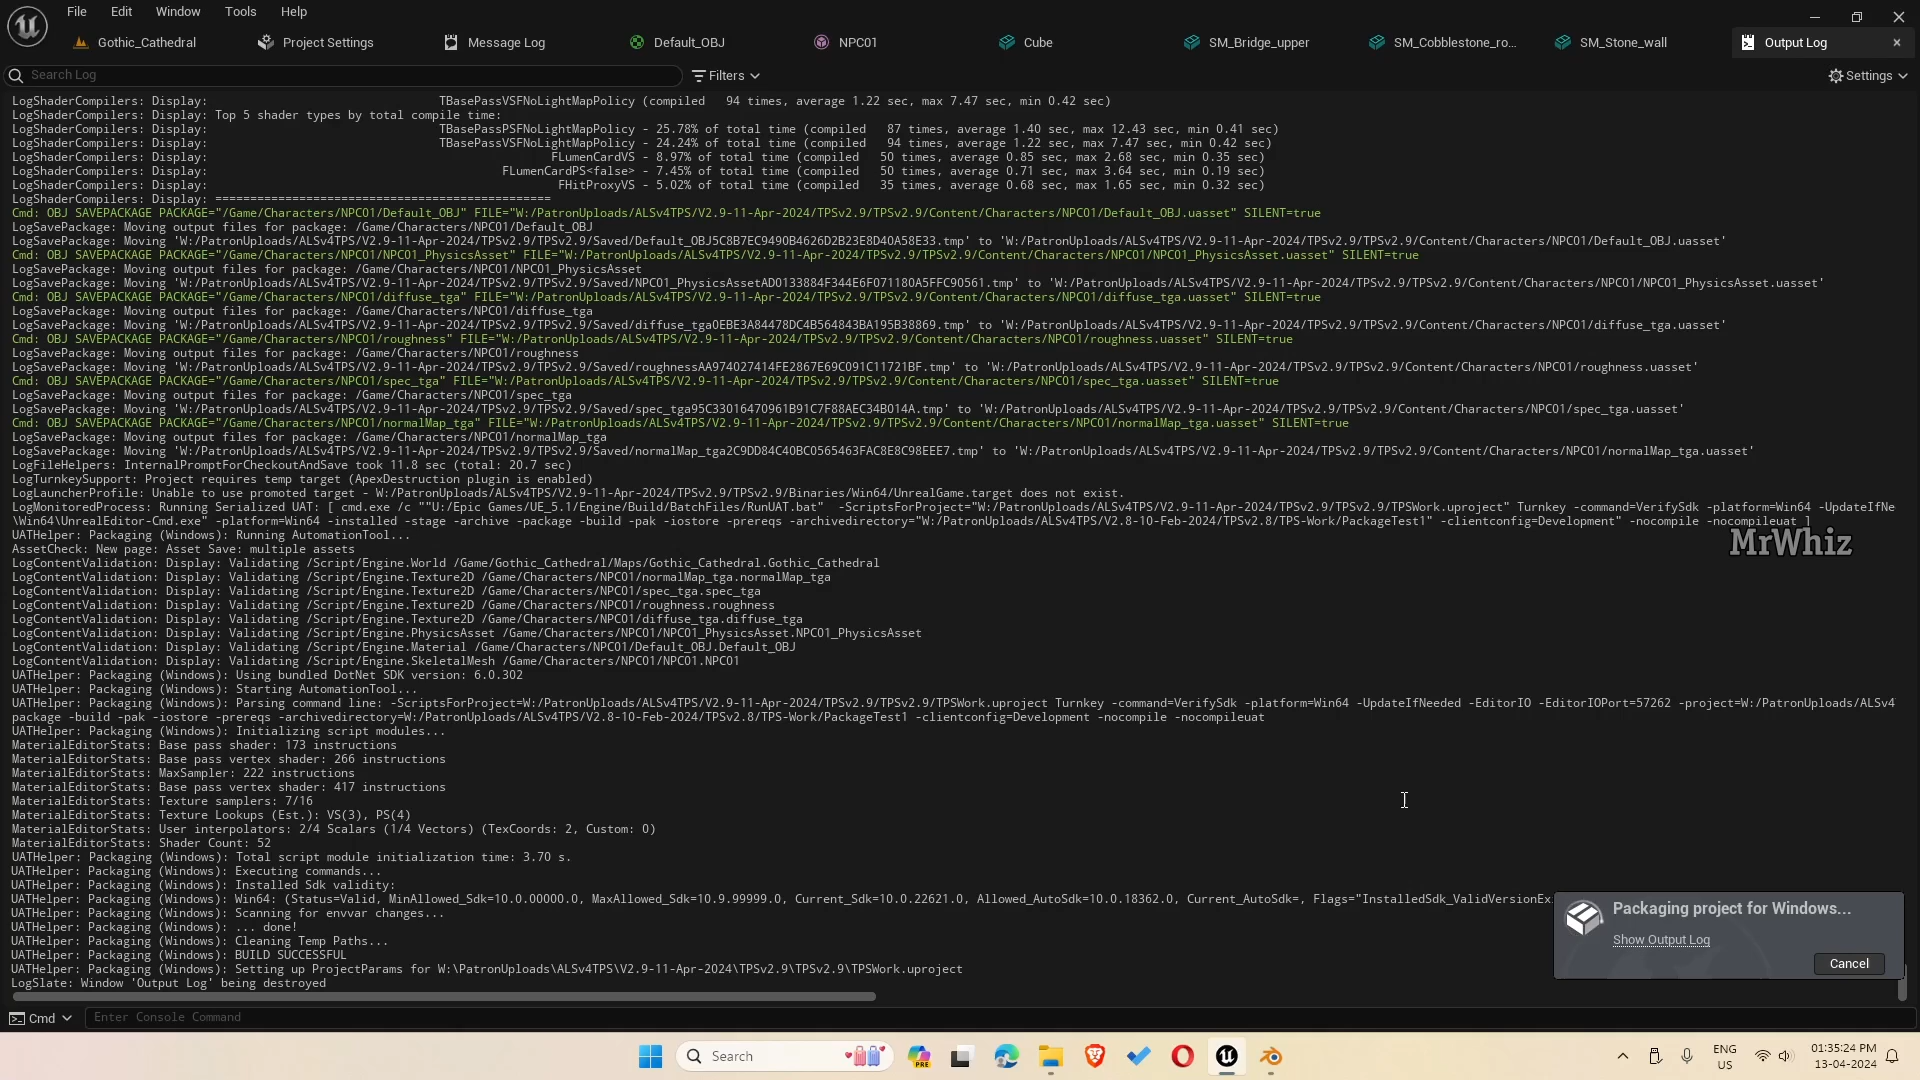 File Edit Window Tools Help
Gothic_Cathedral Project Settings Message Log Default_OBJ NPC01 Cube SM_Bridge_upper SM_Cobblestone_ro... SM_Stone_wall Output Log
Search Log Filters Settings
LogShaderCompilers: Display: TBasePassVSFNoLightMapPolicy (compiled 94 times, average 1.22 sec, max 7.47 sec, min 0.42 sec)
LogShaderCompilers: Display: Top 5 shader types by total compile time:
LogShaderCompilers: Display: TBasePassPSFNoLightMapPolicy - 25.78% of total time (compiled 87 times, average 1.40 sec, max 12.43 sec, min 0.41 sec)
LogShaderCompilers: Display: TBasePassVSFNoLightMapPolicy - 24.24% of total time (compiled 94 times, average 1.22 sec, max 7.47 sec, min 0.42 sec)
LogShaderCompilers: Display: FLumenCardVS - 8.97% of total time (compiled 50 times, average 0.85 sec, max 2.68 sec, min 0.35 sec)
LogShaderCompilers: Display: FLumenCardPS<false> - 7.45% of total time (compiled 50 times, average 0.71 sec, max 3.64 sec, min 0.19 sec)
LogShaderCompilers: Display: FHitProxyVS - 5.02% of total time (compiled 35 times, average 0.68 sec, max 1.65 sec, min 0.32 sec)
LogShaderCompilers: Display: ================================================
Cmd: OBJ SAVEPACKAGE PACKAGE="/Game/Characters/NPC01/Default_OBJ" FILE="W:/PatronUploads/ALSv4TPS/V2.9-11-Apr-2024/TPSv2.9/TPSv2.9/Content/Characters/NPC01/Default_OBJ.uasset" SILENT=true
LogSavePackage: Moving output files for package: /Game/Characters/NPC01/Default_OBJ
LogSavePackage: Moving 'W:/PatronUploads/ALSv4TPS/V2.9-11-Apr-2024/TPSv2.9/TPSv2.9/Saved/Default_OBJ5C8B7EC9490B4626D2B23E8D40A58E33.tmp' to 'W:/PatronUploads/ALSv4TPS/V2.9-11-Apr-2024/TPSv2.9/TPSv2.9/Content/Characters/NPC01/Default_OBJ.uasset'
Cmd: OBJ SAVEPACKAGE PACKAGE="/Game/Characters/NPC01/NPC01_PhysicsAsset" FILE="W:/PatronUploads/ALSv4TPS/V2.9-11-Apr-2024/TPSv2.9/TPSv2.9/Content/Characters/NPC01/NPC01_PhysicsAsset.uasset" SILENT=true
LogSavePackage: Moving output files for package: /Game/Characters/NPC01/NPC01_PhysicsAsset
LogSavePackage: Moving 'W:/PatronUploads/ALSv4TPS/V2.9-11-Apr-2024/TPSv2.9/TPSv2.9/Saved/NPC01_PhysicsAssetAD0133884F344E6F071180A5FFC90561.tmp' to 'W:/PatronUploads/ALSv4TPS/V2.9-11-Apr-2024/TPSv2.9/TPSv2.9/Content/Characters/NPC01/NPC01_PhysicsAsset.uasset'
Cmd: OBJ SAVEPACKAGE PACKAGE="/Game/Characters/NPC01/diffuse_tga" FILE="W:/PatronUploads/ALSv4TPS/V2.9-11-Apr-2024/TPSv2.9/TPSv2.9/Content/Characters/NPC01/diffuse_tga.uasset" SILENT=true
LogSavePackage: Moving output files for package: /Game/Characters/NPC01/diffuse_tga
LogSavePackage: Moving 'W:/PatronUploads/ALSv4TPS/V2.9-11-Apr-2024/TPSv2.9/TPSv2.9/Saved/diffuse_tga0EBE3A84478DC4B564843BA195B38869.tmp' to 'W:/PatronUploads/ALSv4TPS/V2.9-11-Apr-2024/TPSv2.9/TPSv2.9/Content/Characters/NPC01/diffuse_tga.uasset'
Cmd: OBJ SAVEPACKAGE PACKAGE="/Game/Characters/NPC01/roughness" FILE="W:/PatronUploads/ALSv4TPS/V2.9-11-Apr-2024/TPSv2.9/TPSv2.9/Content/Characters/NPC01/roughness.uasset" SILENT=true
LogSavePackage: Moving output files for package: /Game/Characters/NPC01/roughness
LogSavePackage: Moving 'W:/PatronUploads/ALSv4TPS/V2.9-11-Apr-2024/TPSv2.9/TPSv2.9/Saved/roughnessAA974027414FE2867E69C091C11721BF.tmp' to 'W:/PatronUploads/ALSv4TPS/V2.9-11-Apr-2024/TPSv2.9/TPSv2.9/Content/Characters/NPC01/roughness.uasset'
Cmd: OBJ SAVEPACKAGE PACKAGE="/Game/Characters/NPC01/spec_tga" FILE="W:/PatronUploads/ALSv4TPS/V2.9-11-Apr-2024/TPSv2.9/TPSv2.9/Content/Characters/NPC01/spec_tga.uasset" SILENT=true
LogSavePackage: Moving output files for package: /Game/Characters/NPC01/spec_tga
LogSavePackage: Moving 'W:/PatronUploads/ALSv4TPS/V2.9-11-Apr-2024/TPSv2.9/TPSv2.9/Saved/spec_tga95C33016470961B91C7F88AEC34B014A.tmp' to 'W:/PatronUploads/ALSv4TPS/V2.9-11-Apr-2024/TPSv2.9/TPSv2.9/Content/Characters/NPC01/spec_tga.uasset'
Cmd: OBJ SAVEPACKAGE PACKAGE="/Game/Characters/NPC01/normalMap_tga" FILE="W:/PatronUploads/ALSv4TPS/V2.9-11-Apr-2024/TPSv2.9/TPSv2.9/Content/Characters/NPC01/normalMap_tga.uasset" SILENT=true
LogSavePackage: Moving output files for package: /Game/Characters/NPC01/normalMap_tga
LogSavePackage: Moving 'W:/PatronUploads/ALSv4TPS/V2.9-11-Apr-2024/TPSv2.9/TPSv2.9/Saved/normalMap_tga2C9DD84C40BC0565463FAC8E8C98EEE7.tmp' to 'W:/PatronUploads/ALSv4TPS/V2.9-11-Apr-2024/TPSv2.9/TPSv2.9/Content/Characters/NPC01/normalMap_tga.uasset'
LogFileHelpers: InternalPromptForCheckoutAndSave took 11.8 sec (total: 20.7 sec)
LogTurnkeySupport: Project requires temp target (ApexDestruction plugin is enabled)
LogLauncherProfile: Unable to use promoted target - W:/PatronUploads/ALSv4TPS/V2.9-11-Apr-2024/TPSv2.9/TPSv2.9/Binaries/Win64/UnrealGame.target does not exist.
LogMonitoredProcess: Running Serialized UAT: [ cmd.exe /c ""U:/Epic Games/UE_5.1/Engine/Build/BatchFiles/RunUAT.bat" -ScriptsForProject="W:/PatronUploads/ALSv4TPS/V2.9-11-Apr-2024/TPSv2.9/TPSv2.9/TPSWork.uproject" Turnkey -command=VerifySdk -platform=Win64 -UpdateIfNe
\Win64\UnrealEditor-Cmd.exe" -platform=Win64 -installed -stage -archive -package -build -pak -iostore -prereqs -archivedirectory="W:/PatronUploads/ALSv4TPS/V2.8-10-Feb-2024/TPSv2.8/TPS-Work/PackageTest1" -clientconfig=Development" -nocompile -nocompileuat ]
UATHelper: Packaging (Windows): Running AutomationTool...
MrWhiz
AssetCheck: New page: Asset Save: multiple assets
LogContentValidation: Display: Validating /Script/Engine.World /Game/Gothic_Cathedral/Maps/Gothic_Cathedral.Gothic_Cathedral
LogContentValidation: Display: Validating /Script/Engine.Texture2D /Game/Characters/NPC01/normalMap_tga.normalMap_tga
LogContentValidation: Display: Validating /Script/Engine.Texture2D /Game/Characters/NPC01/spec_tga.spec_tga
LogContentValidation: Display: Validating /Script/Engine.Texture2D /Game/Characters/NPC01/roughness.roughness
LogContentValidation: Display: Validating /Script/Engine.Texture2D /Game/Characters/NPC01/diffuse_tga.diffuse_tga
LogContentValidation: Display: Validating /Script/Engine.PhysicsAsset /Game/Characters/NPC01/NPC01_PhysicsAsset.NPC01_PhysicsAsset
LogContentValidation: Display: Validating /Script/Engine.Material /Game/Characters/NPC01/Default_OBJ.Default_OBJ
LogContentValidation: Display: Validating /Script/Engine.SkeletalMesh /Game/Characters/NPC01/NPC01.NPC01
UATHelper: Packaging (Windows): Using bundled DotNet SDK version: 6.0.302
UATHelper: Packaging (Windows): Starting AutomationTool...
UATHelper: Packaging (Windows): Parsing command line: -ScriptsForProject=W:/PatronUploads/ALSv4TPS/V2.9-11-Apr-2024/TPSv2.9/TPSv2.9/TPSWork.uproject Turnkey -command=VerifySdk -platform=Win64 -UpdateIfNeeded -EditorIO -EditorIOPort=57262 -project=W:/PatronUploads/ALSv4
package -build -pak -iostore -prereqs -archivedirectory=W:/PatronUploads/ALSv4TPS/V2.8-10-Feb-2024/TPSv2.8/TPS-Work/PackageTest1 -clientconfig=Development -nocompile -nocompileuat
UATHelper: Packaging (Windows): Initializing script modules...
MaterialEditorStats: Base pass shader: 173 instructions
MaterialEditorStats: Base pass vertex shader: 266 instructions
MaterialEditorStats: MaxSampler: 222 instructions
MaterialEditorStats: Base pass vertex shader: 417 instructions
MaterialEditorStats: Texture samplers: 7/16
MaterialEditorStats: Texture Lookups (Est.): VS(3), PS(4)
MaterialEditorStats: User interpolators: 2/4 Scalars (1/4 Vectors) (TexCoords: 2, Custom: 0)
MaterialEditorStats: Shader Count: 52
UATHelper: Packaging (Windows): Total script module initialization time: 3.70 s.
UATHelper: Packaging (Windows): Executing commands...
UATHelper: Packaging (Windows): Installed Sdk validity:
UATHelper: Packaging (Windows): Win64: (Status=Valid, MinAllowed_Sdk=10.0.00000.0, MaxAllowed_Sdk=10.9.99999.0, Current_Sdk=10.0.22621.0, Allowed_AutoSdk=10.0.18362.0, Current_AutoSdk=, Flags="InstalledSdk_ValidVersionEx
UATHelper: Packaging (Windows): Scanning for envvar changes...
UATHelper: Packaging (Windows): ... done!
UATHelper: Packaging (Windows): Cleaning Temp Paths...
UATHelper: Packaging (Windows): BUILD SUCCESSFUL
UATHelper: Packaging (Windows): Setting up ProjectParams for W:\PatronUploads\ALSv4TPS\V2.9-11-Apr-2024\TPSv2.9\TPSv2.9\TPSWork.uproject
LogSlate: Window 'Output Log' being destroyed
Packaging project for Windows...
Show Output Log
Cancel
Cmd Enter Console Command
Search PRE ENG US 01:35:24 PM 13-04-2024